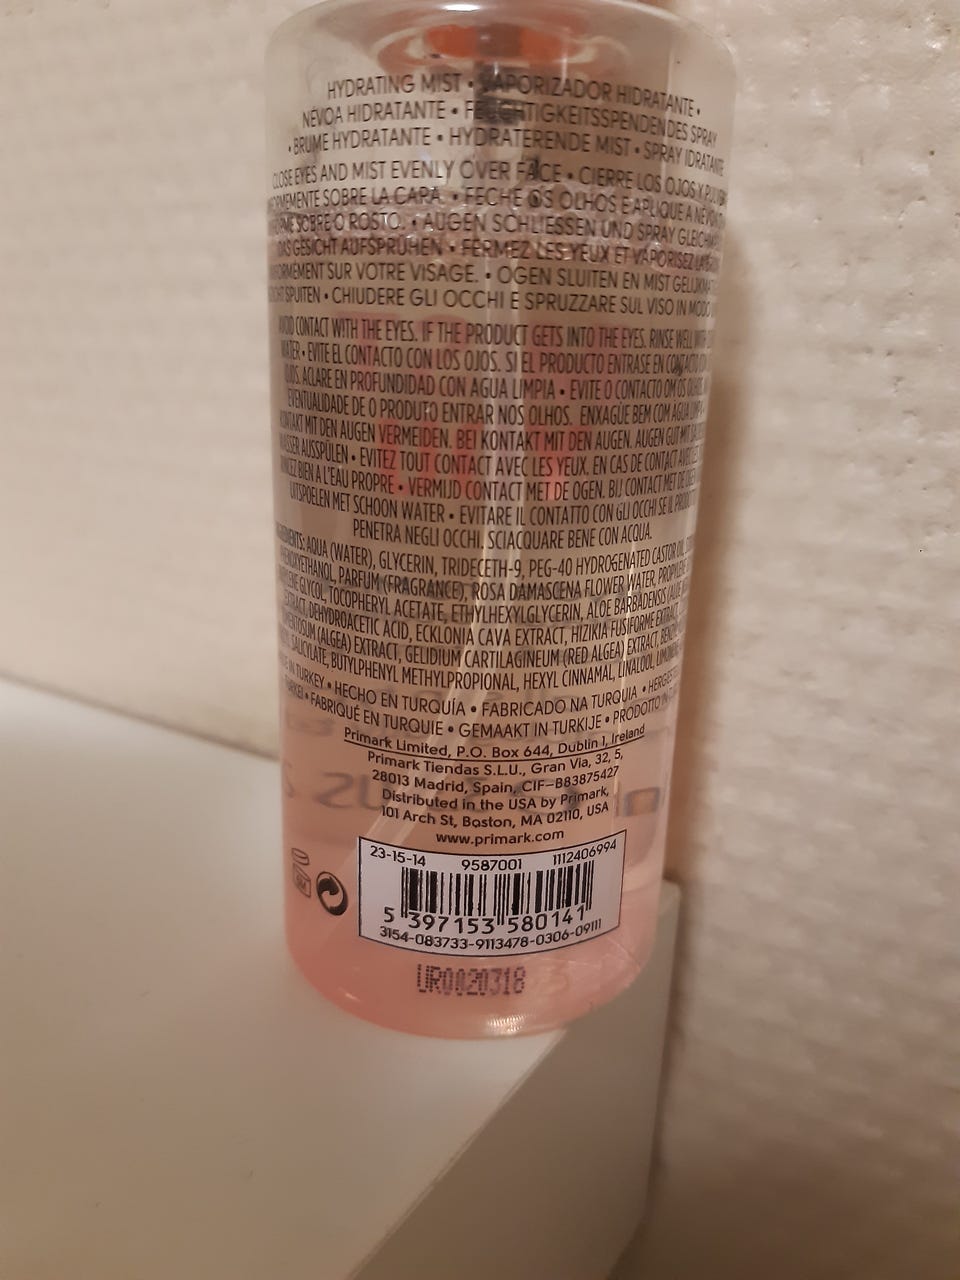 HYDRATING MIST • VAPORIZADOR HIDRATANTE •
NÉVOA HIDRATANTE • FEUCHTIGKEITSSPENDENDES SPRAY
• BRUME HYDRATANTE • HYDRATERENDE MIST • SPRAY IDRATANTE
CLOSE EYES AND MIST EVENLY OVER FACE • CIERRE LOS OJOS Y
SOBRE LA CARA. • FECHE OS OLHOS E APLIQUE A
SOBRE O ROSTO. • AUGEN SCHLIESSEN UND SPRAY
DAS GESICHT AUFSPRÜHEN • FERMEZ LES YEUX ET VAPORISEZ
SUR VOTRE VISAGE. • OGEN SLUITEN EN MIST
SPUITEN • CHIUDERE GLI OCCHI E SPRUZZARE SUL VISO IN MODO
AVOID CONTACT WITH THE EYES. IF THE PRODUCT GETS INTO THE EYES. RINSE WELL WITH
WATER • EVITE EL CONTACTO CON LOS OJOS. SI EL PRODUCTO ENTRASE EN CONTACTO
OJOS. ACLARE EN PROFUNDIDAD CON AGUA LIMPIA • EVITE O CONTACTO
EVENTUALIDADE DE O PRODUTO ENTRAR NOS OLHOS. ENXAGÚE BEM COM ÁGUA
KONTAKT MIT DEN AUGEN VERMEIDEN. BEI KONTAKT MIT DEN AUGEN. AUGEN GUT MIT
WASSER AUSSPÜLEN • EVITEZ TOUT CONTACT AVEC LES YEUX. EN CAS DE CONTACT AVEC
BIEN A L'EAU PROPRE • VERMIJD CONTACT MET DE OGEN. BIJ CONTACT MET DE
UITSPOELEN MET SCHOON WATER • EVITARE IL CONTATTO CON GLI OCCHI SE IL
PENETRA NEGLI OCCHI, SCIACQUARE BENE CON ACQUA.
AQUA (WATER), GLYCERIN, TRIDECETH-9, PEG-40 HYDROGENATED CASTOR OIL,
PHENOXYETHANOL, PARFUM (FRAGRANCE), ROSA DAMASCENA FLOWER WATER,
GLYCOL, TOCOPHERYL ACETATE, ETHYLHEXYLGLYCERIN, ALOE BARBADENSIS
EXTRACT, DEHYDROACETIC ACID, ECKLONIA CAVA EXTRACT, HIZIKIA FUSIFORME EXTRACT,
(ALGEA) EXTRACT, GELIDIUM CARTILAGINEUM (RED ALGEA) EXTRACT,
SALICYLATE, BUTYLPHENYL METHYLPROPIONAL, HEXYL CINNAMAL, LINALOOL,
IN TURKEY • HECHO EN TURQUÍA • FABRICADO NA TURQUIA •
• FABRIQUÉ EN TURQUIE • GEMAAKT IN TURKIJE • PRODOTTO
Primark Limited, P.O. Box 644, Dublin 1, Ireland
Primark Tiendas S.L.U., Gran Via, 32, 5,
28013 Madrid, Spain, CIF-B83875427
Distributed in the USA by Primark,
101 Arch St, Boston, MA 02110, USA
www.primark.com
23-15-14 9587001 1112406994
5 397153 580141
3154-083733-9113478-0306-09111
UR0020318